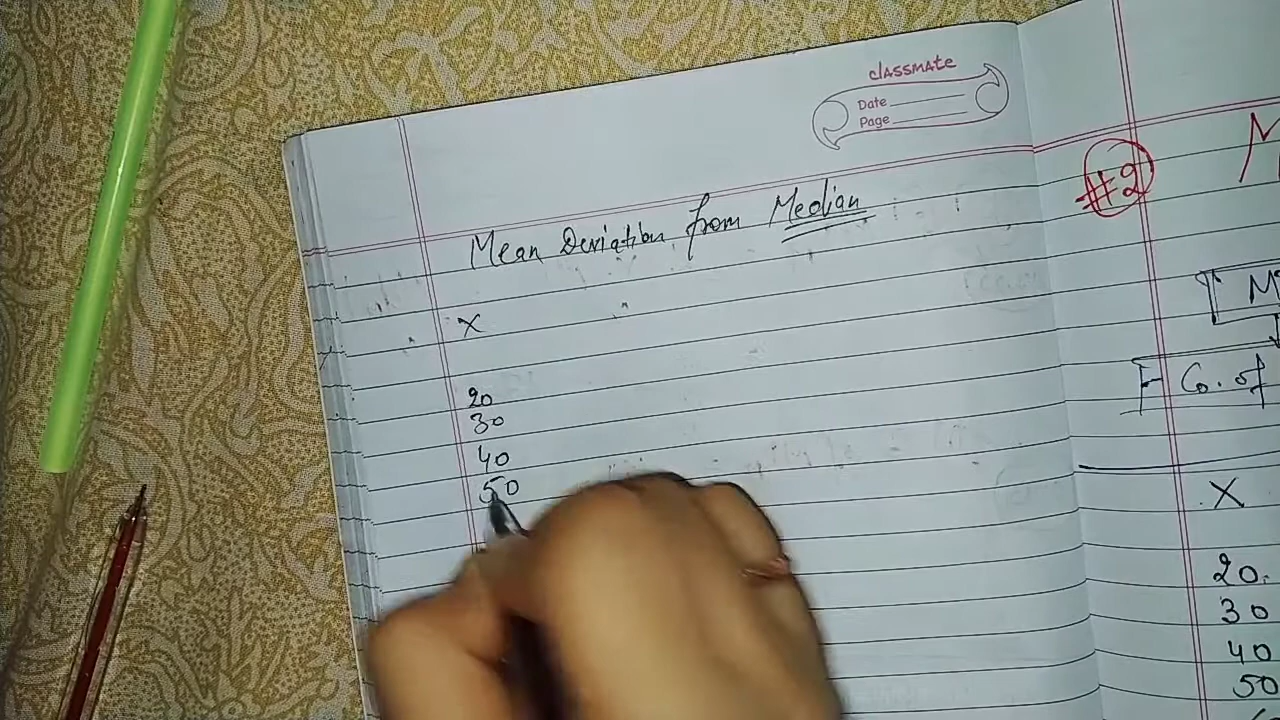 classmate
Date
Page
Mean Deviation from Median
X
20
30
40
50
#2
M
Co. of
X
20.
30
40
50